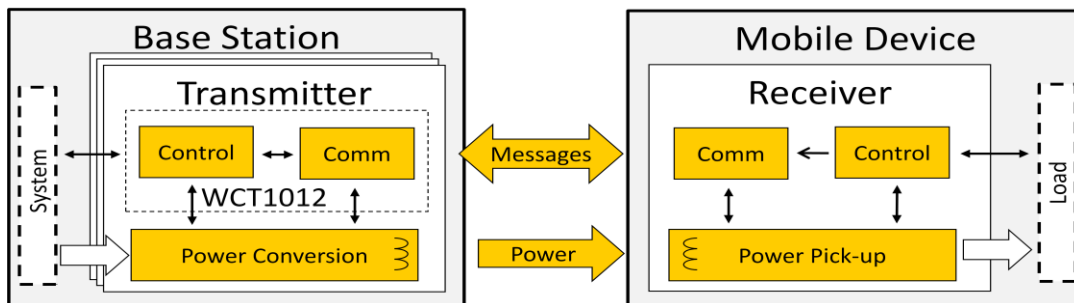 Base Station
Mobile Device
Transmitter
Receiver
System
Control
Comm
Messages
Comm
Control
Load
WCT1012
Power Conversion
Power
Power Pick-up